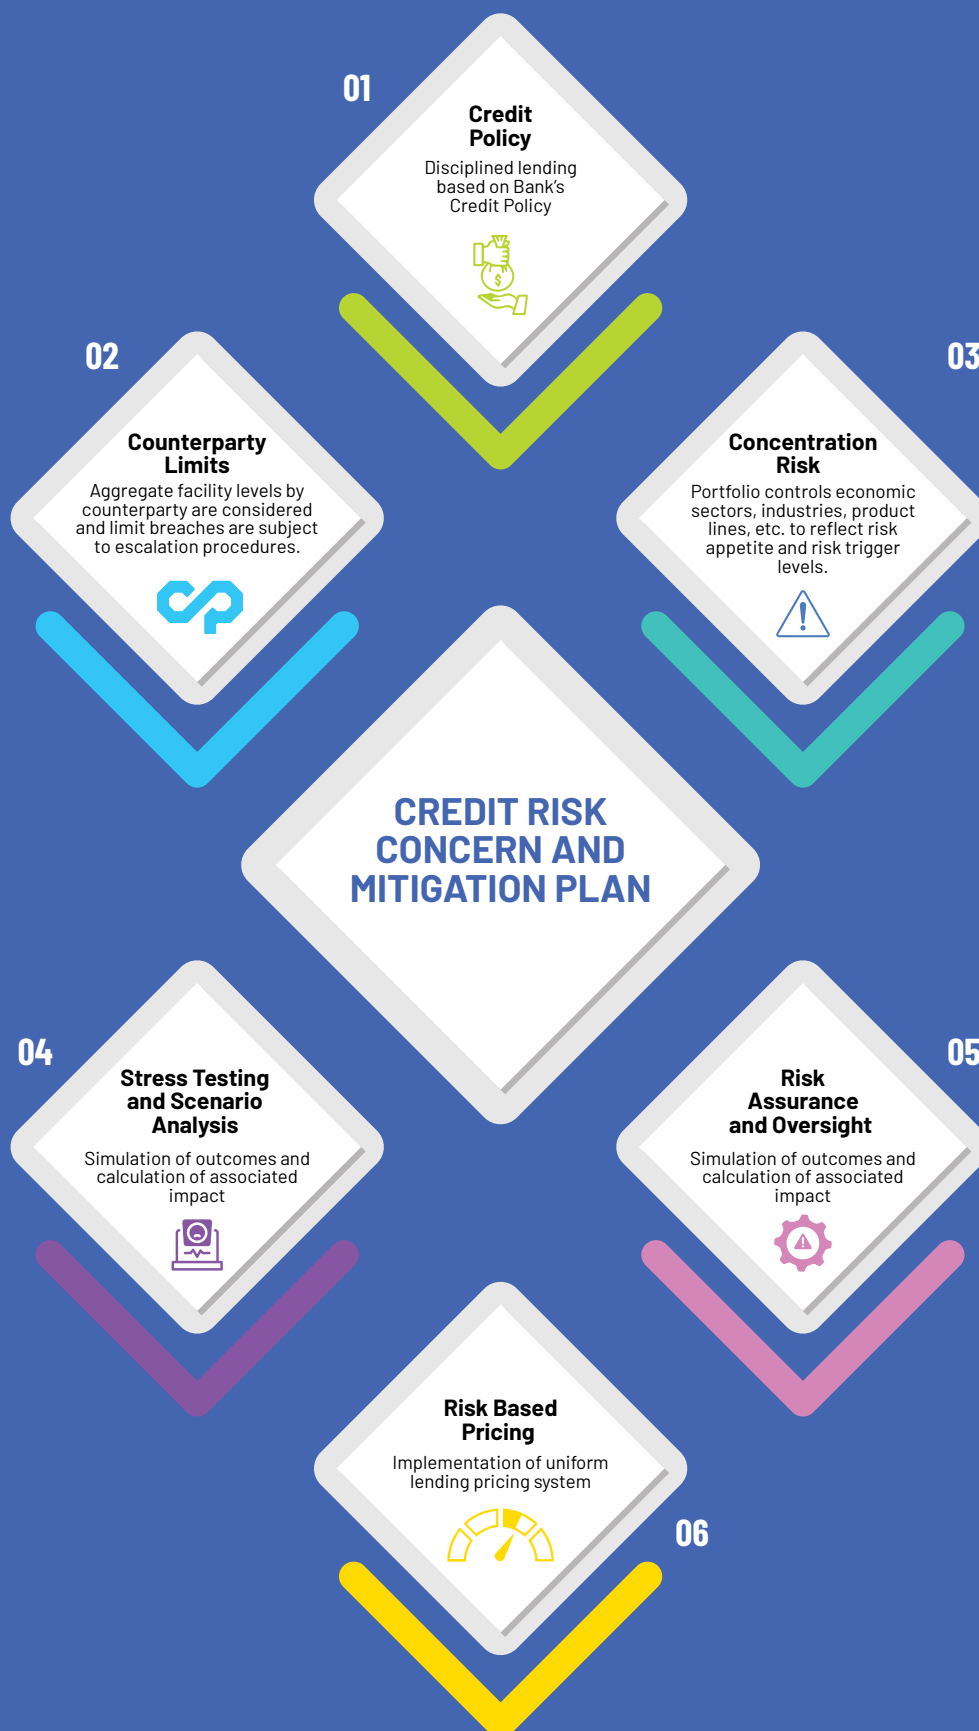 01
Credit
Policy
Disciplined lending
based on Bank's
Credit Policy
$
02
Counterparty
Limits
Aggregate facility levels by
counterparty are considered
and limit breaches are subject
to escalation procedures.
cp
03
Concentration
Risk
Portfolio controls economic
sectors, industries, product
lines, etc. to reflect risk
appetite and risk trigger
levels.
!
CREDIT RISK
CONCERN AND
MITIGATION PLAN
04
Stress Testing
and Scenario
Analysis
Simulation of outcomes and
calculation of associated
impact
05
Risk
Assurance
and Oversight
Simulation of outcomes and
calculation of associated
impact
!
Risk Based
Pricing
Implementation of uniform
lending pricing system
06